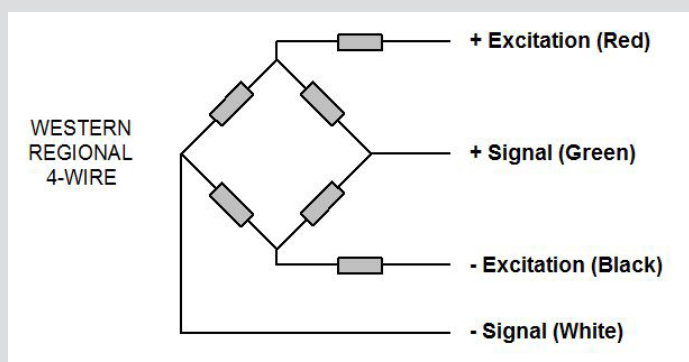 WESTERN
REGIONAL
4-WIRE
+ Excitation (Red)
+ Signal (Green)
- Excitation (Black)
- Signal (White)